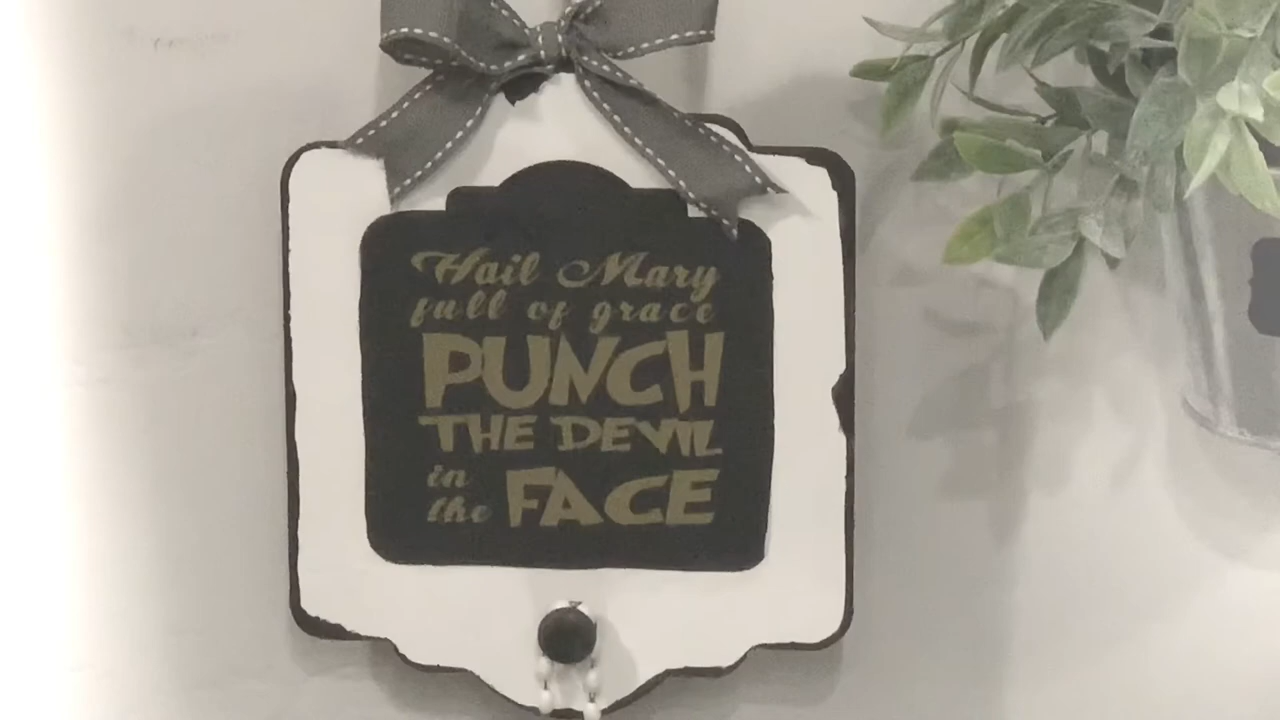 Hail Mary
full of grace
PUNCH
THE DEVIL
in
the FACE